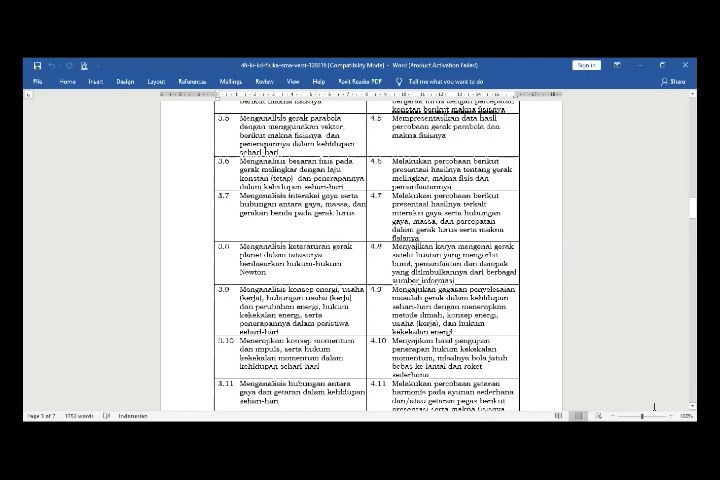 46-ki-kd-fisika-sma-versi-120216 [Compatibility Mode] - Word (Product Activation Failed)
Sign in
File Home Insert Design Layout References Mailings Review View Help Foxit Reader PDF Tell me what you want to do Share
berikut makna fisisnya
bergerak lurus dengan percepatan
konstan berikut makna fisisnya
3.5 Menganalisis gerak parabola
dengan menggunakan vektor,
berikut makna fisisnya dan
penerapannya dalam kehidupan
sehari-hari
4.5 Mempresentasikan data hasil
percobaan gerak parabola dan
makna fisisnya
3.6 Menganalisis besaran fisis pada
gerak melingkar dengan laju
konstan (tetap) dan penerapannya
dalam kehidupan sehari-hari
4.6 Melakukan percobaan berikut
presentasi hasilnya tentang gerak
melingkar, makna fisis dan
pemanfaatannya
3.7 Menganalisis interaksi gaya serta
hubungan antara gaya, massa, dan
gerakan benda pada gerak lurus
4.7 Melakukan percobaan berikut
presentasi hasilnya terkait
interaksi gaya serta hubungan
gaya, massa, dan percepatan
dalam gerak lurus serta makna
fisisnya
3.8 Menganalisis keteraturan gerak
planet dalam tatasurya
berdasarkan hukum-hukum
Newton
4.8 Menyajikan karya mengenai gerak
satelit buatan yang mengorbit
bumi, pemanfaatan dan dampak
yang ditimbulkannya dari berbagai
sumber informasi
3.9 Menganalisis konsep energi, usaha
(kerja), hubungan usaha (kerja)
dan perubahan energi, hukum
kekekalan energi, serta
penerapannya dalam peristiwa
sehari-hari
4.9 Mengajukan gagasan penyelesaian
masalah gerak dalam kehidupan
sehari-hari dengan menerapkan
metode ilmiah, konsep energi,
usaha (kerja), dan hukum
kekekalan energi
3.10 Menerapkan konsep momentum
dan impuls, serta hukum
kekekalan momentum dalam
kehidupan sehari-hari
4.10 Menyajikan hasil pengujian
penerapan hukum kekekalan
momentum, misalnya bola jatuh
bebas ke lantai dan roket
sederhana
3.11 Menganalisis hubungan antara
gaya dan getaran dalam kehidupan
sehari-hari
4.11 Melakukan percobaan getaran
harmonis pada ayunan sederhana
dan/atau getaran pegas berikut
presentasi serta makna fisisnya
Page 5 of 7 1753 words Indonesian 100%